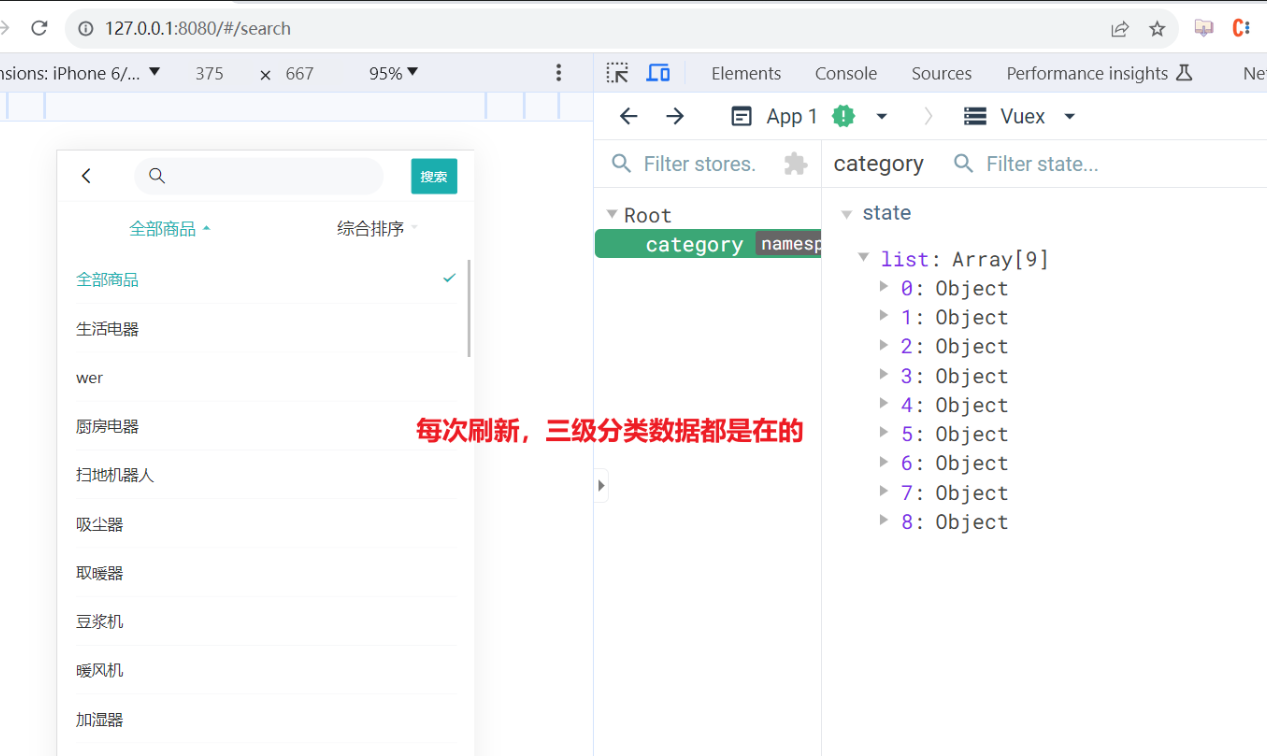 127.0.0.1:8080/#/search
nsions: iPhone 6/... ▼ 375 × 667 95% ▼
Elements Console Sources Performance insights Ne
App 1 Vuex
搜索
Filter stores. category Filter state...
全部商品 综合排序
Root
category namesp
state
list: Array[9]
0: Object
1: Object
2: Object
3: Object
4: Object
5: Object
6: Object
7: Object
8: Object
全部商品
生活电器
wer
厨房电器
扫地机器人
吸尘器
取暖器
豆浆机
暖风机
加湿器
每次刷新，三级分类数据都是在的